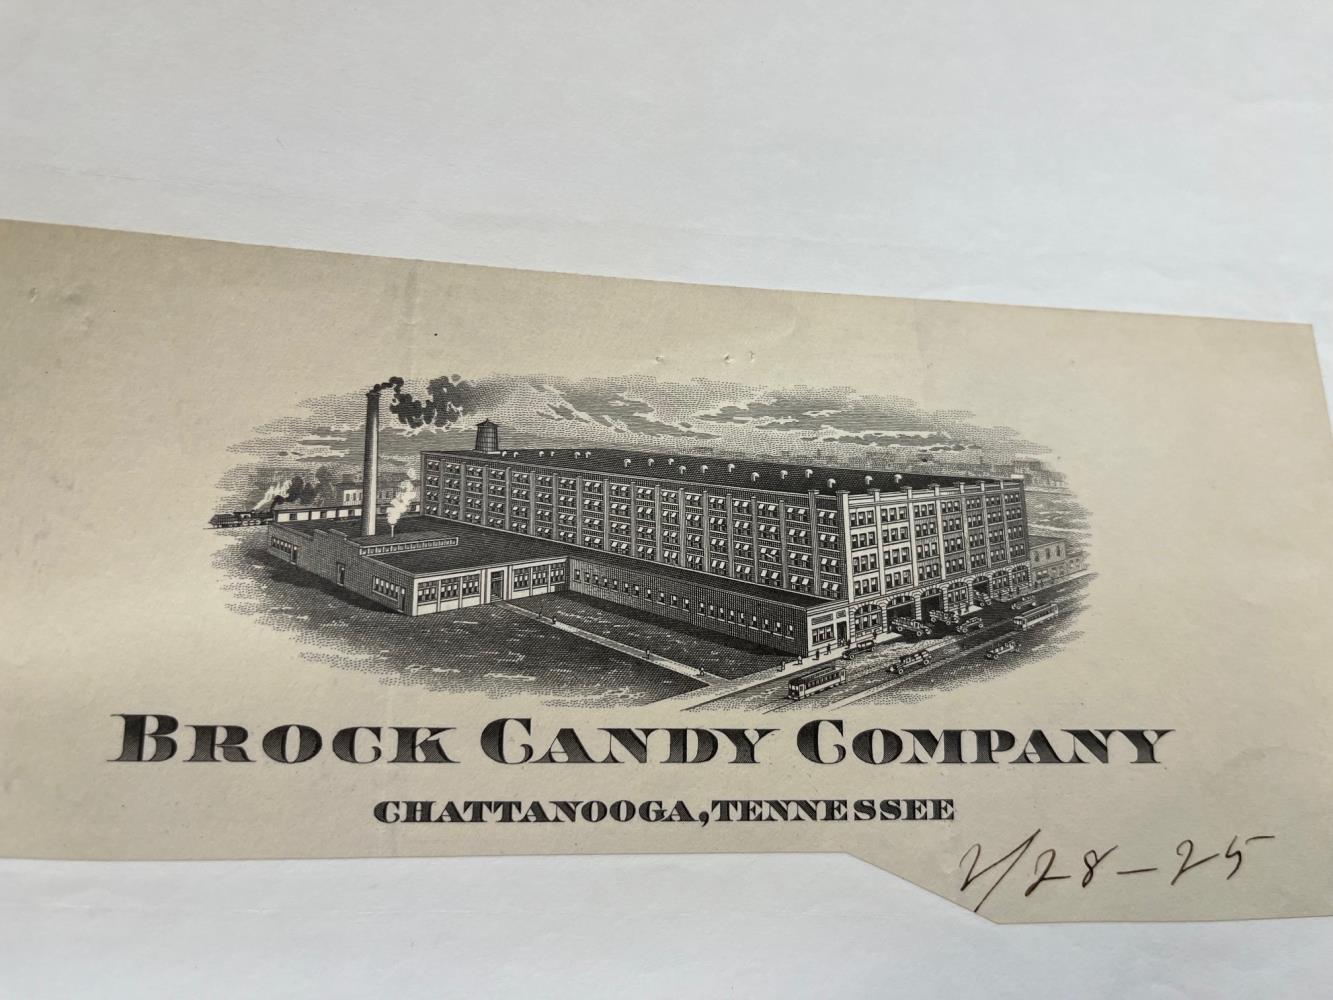 BROCK CANDY COMPANY
CHATTANOOGA, TENNESSEE
2/28-25